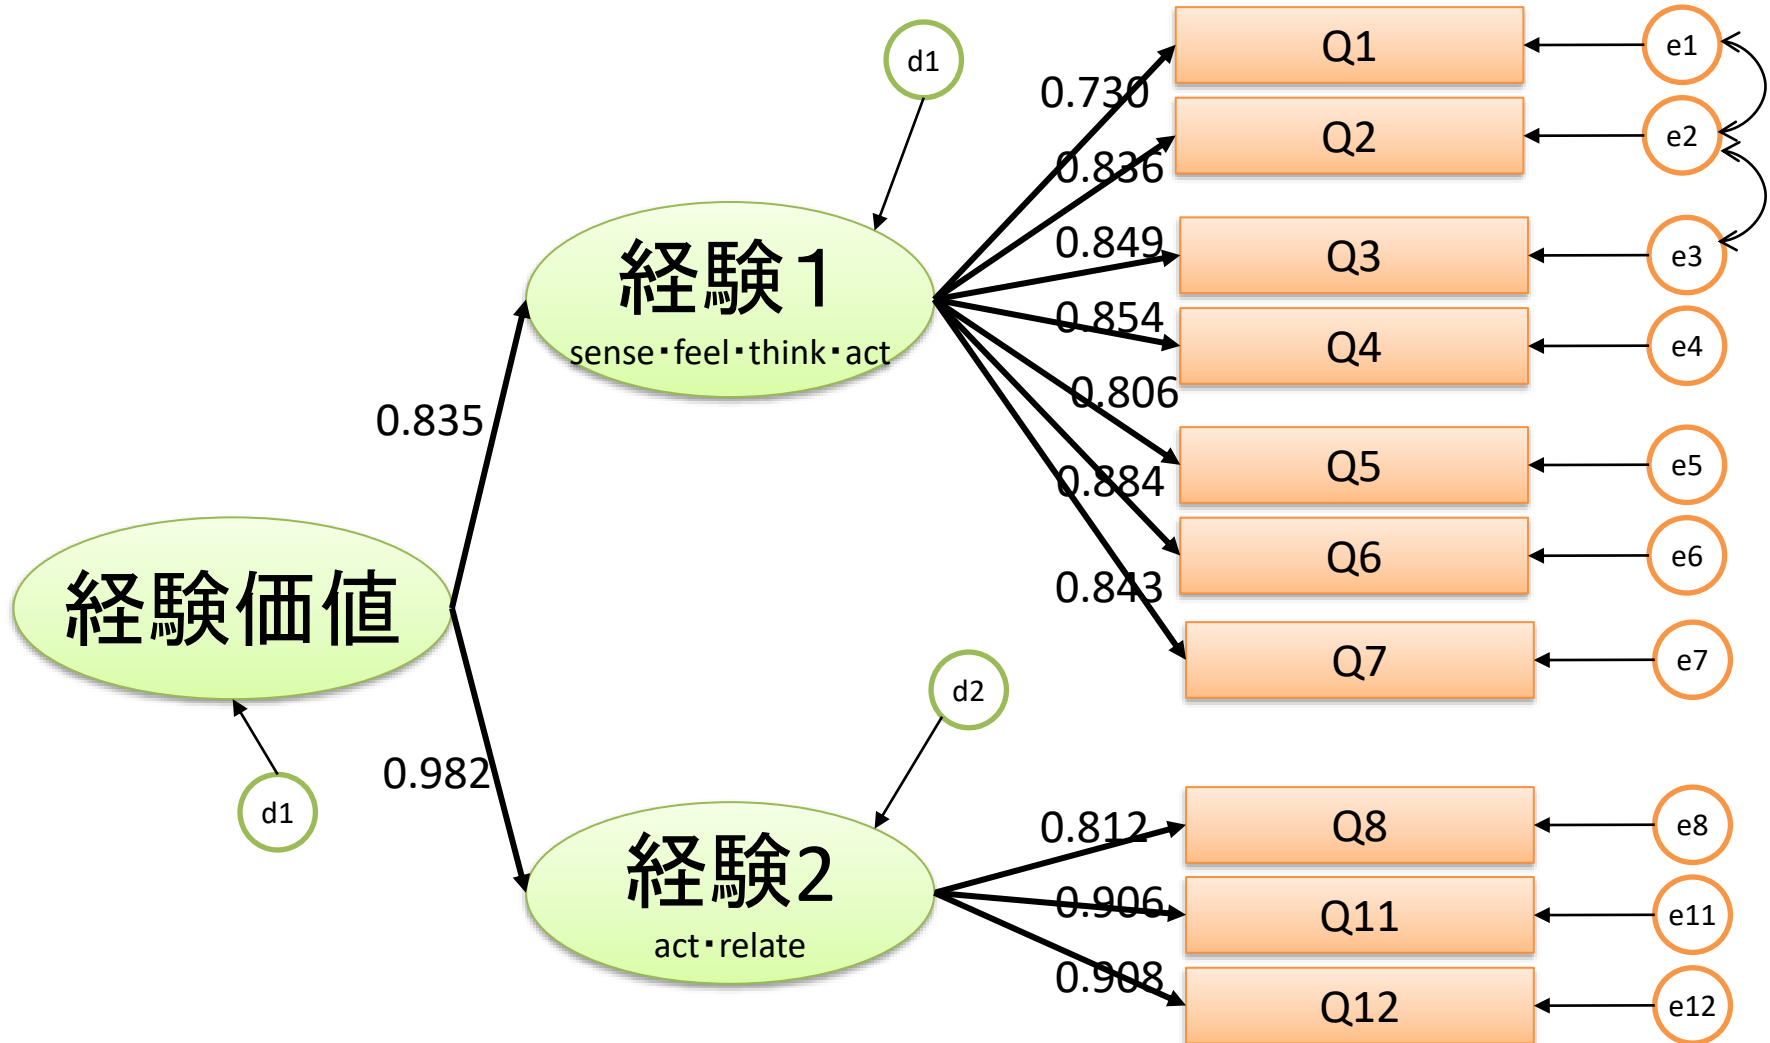 d1
Q1
e1
0.730
Q2
e2
0.836
経験1
sense・feel・think・act
0.849
Q3
e3
0.854
Q4
e4
0.835
0.806
Q5
e5
0.884
Q6
e6
経験価値
0.843
Q7
e7
d2
0.982
d1
経験2
act・relate
0.812
Q8
e8
0.906
Q11
e11
0.908
Q12
e12